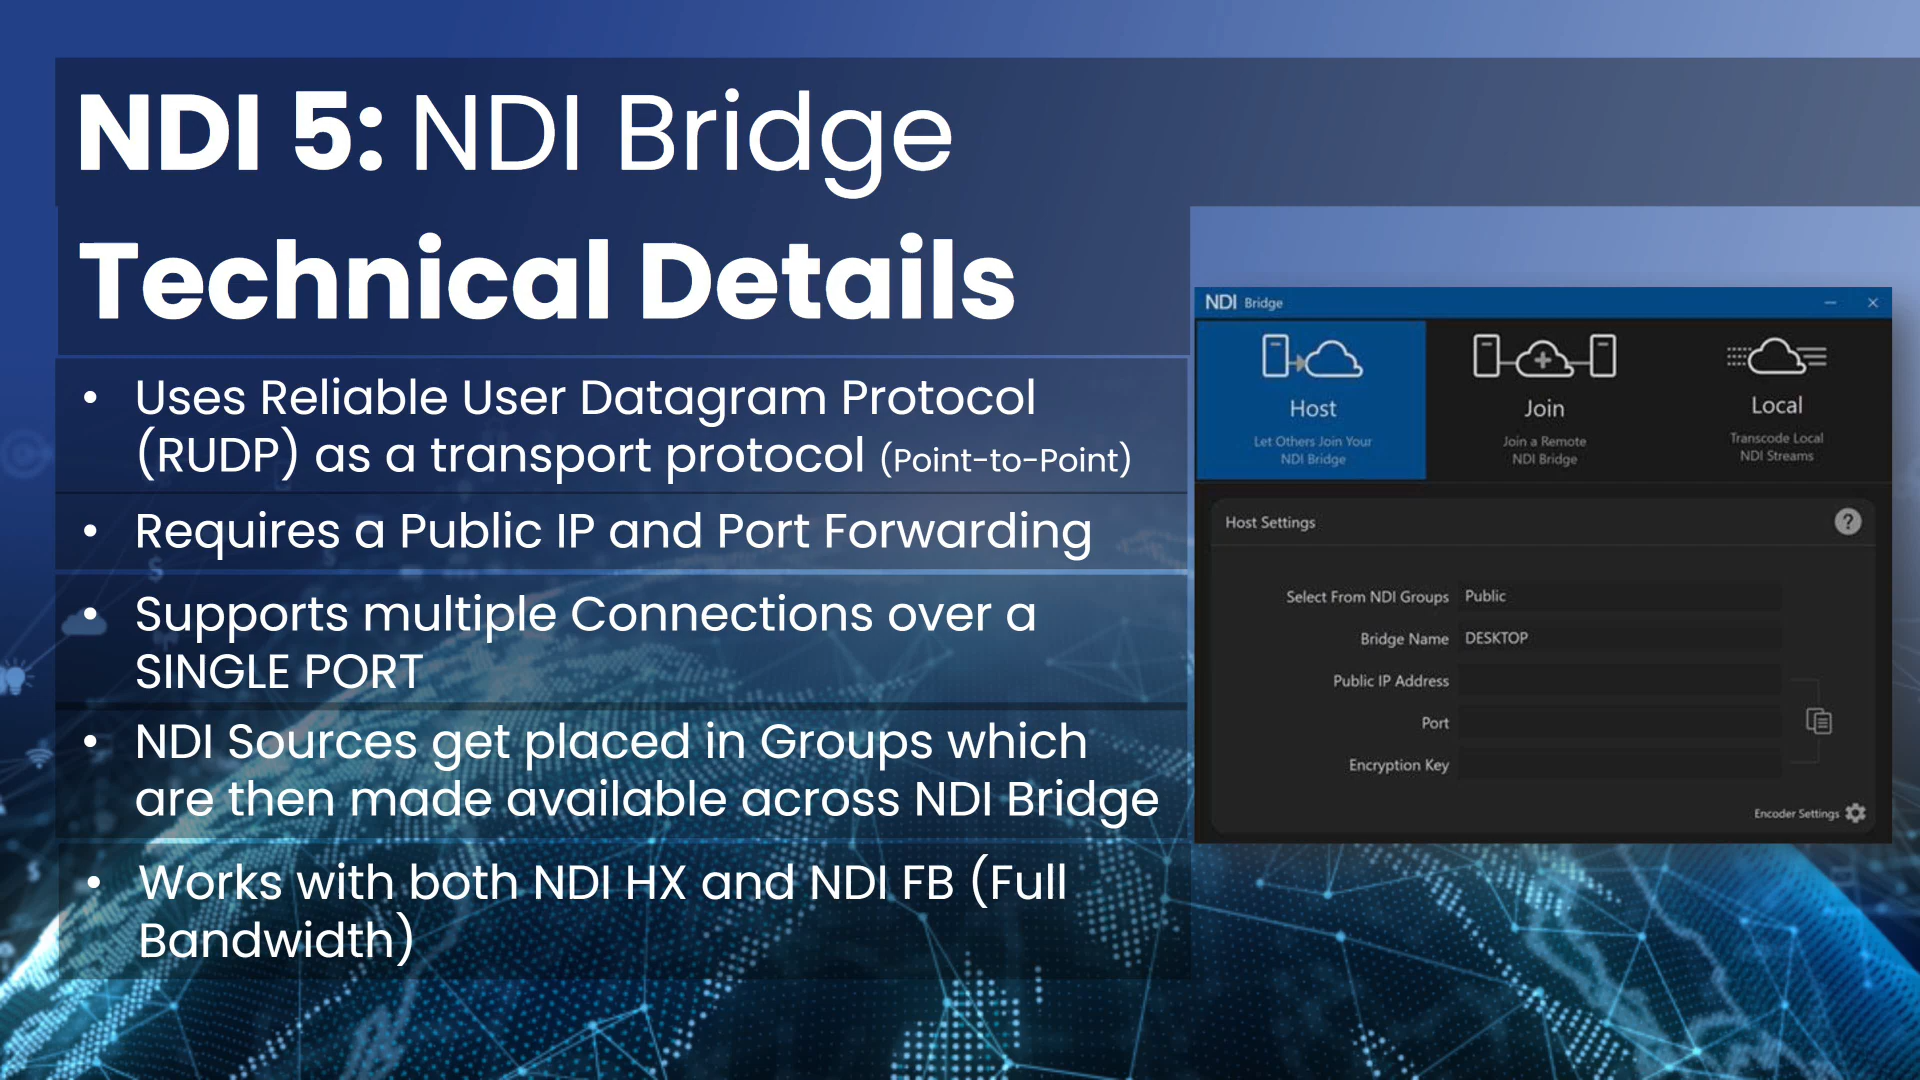 NDI 5: NDI Bridge
Technical Details
• Uses Reliable User Datagram Protocol
(RUDP) as a transport protocol (Point-to-Point)
• Requires a Public IP and Port Forwarding
• Supports multiple Connections over a
SINGLE PORT
• NDI Sources get placed in Groups which
are then made available across NDI Bridge
• Works with both NDI HX and NDI FB (Full
Bandwidth)
NDI Bridge
Host
Let Others Join Your
NDI Bridge
Join
Join a Remote
NDI Bridge
Local
Transcode Local
NDI Streams
Host Settings
?
Select From NDI Groups Public
Bridge Name DESKTOP
Public IP Address
Port
Encryption Key
Encoder Settings